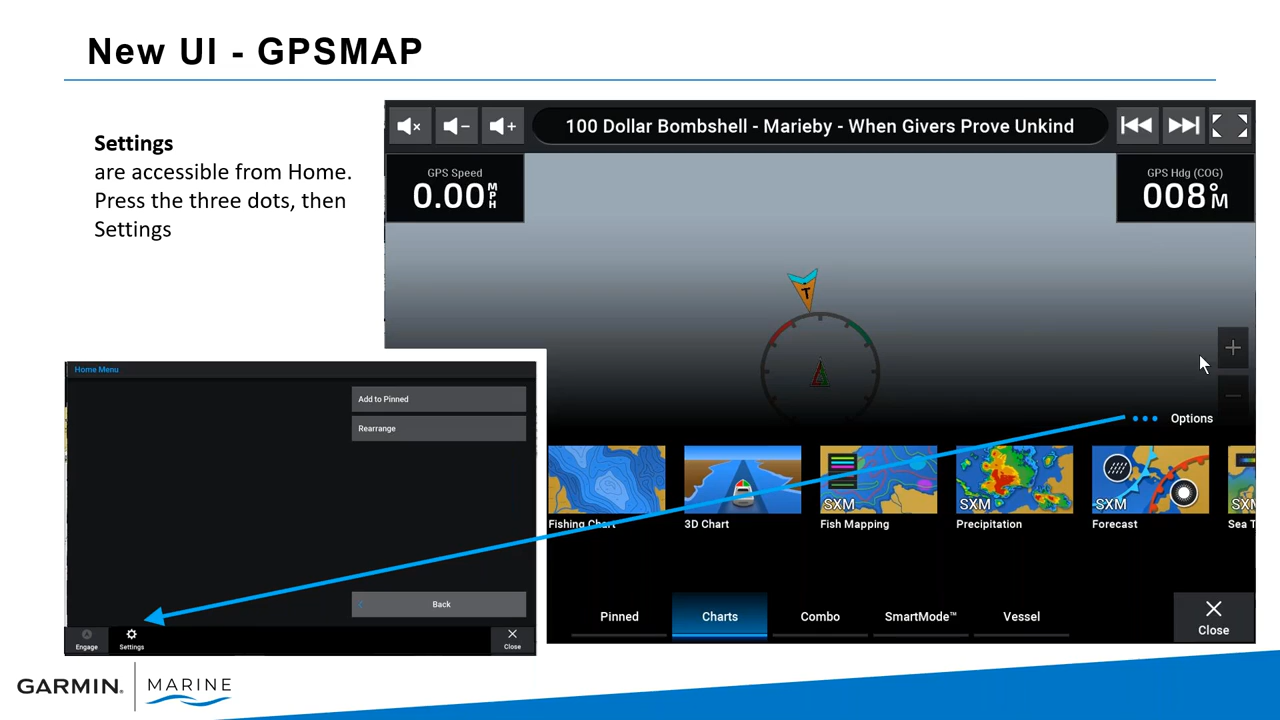 New UI - GPSMAP
Settings
are accessible from Home.
Press the three dots, then
Settings
100 Dollar Bombshell - Marieby - When Givers Prove Unkind
GPS Speed
0.00 MPH
GPS Hdg (COG)
008° M
T
Options
Fishing Chart
3D Chart
SXM
Fish Mapping
SXM
Precipitation
SXM
Forecast
SXM
Sea T
Pinned
Charts
Combo
SmartMode™
Vessel
Close
Home Menu
Add to Pinned
Rearrange
Back
Engage
Settings
Close
GARMIN.
MARINE